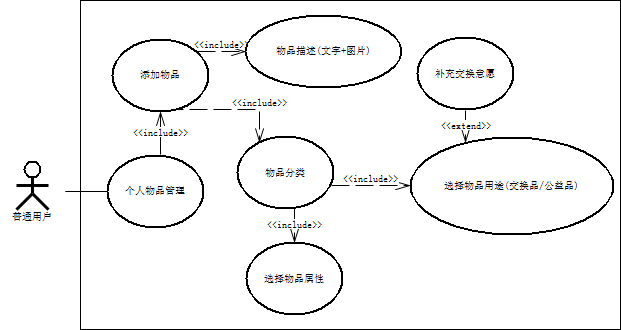 <<include>>
物品描述(文字+图片)
添加物品
补充交换意愿
<<include>>
<<include>>
<<extend>>
物品分类
<<include>>
个人物品管理
选择物品用途(交换品/公益品)
普通用户
<<include>>
选择物品属性